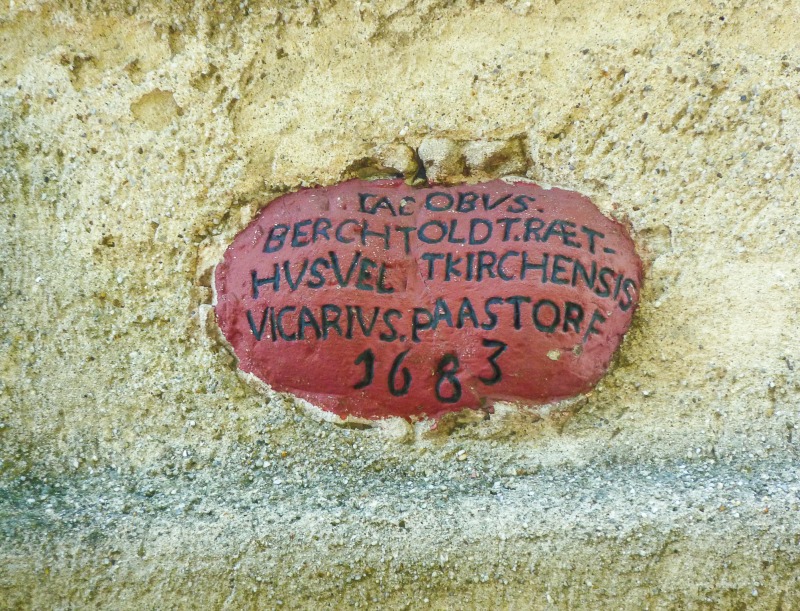 IACOBVS.
BERCHTOLDT.RÆT-
HVSVELTKIRCHENSIS
VICARIVS.PAASTORF
1683